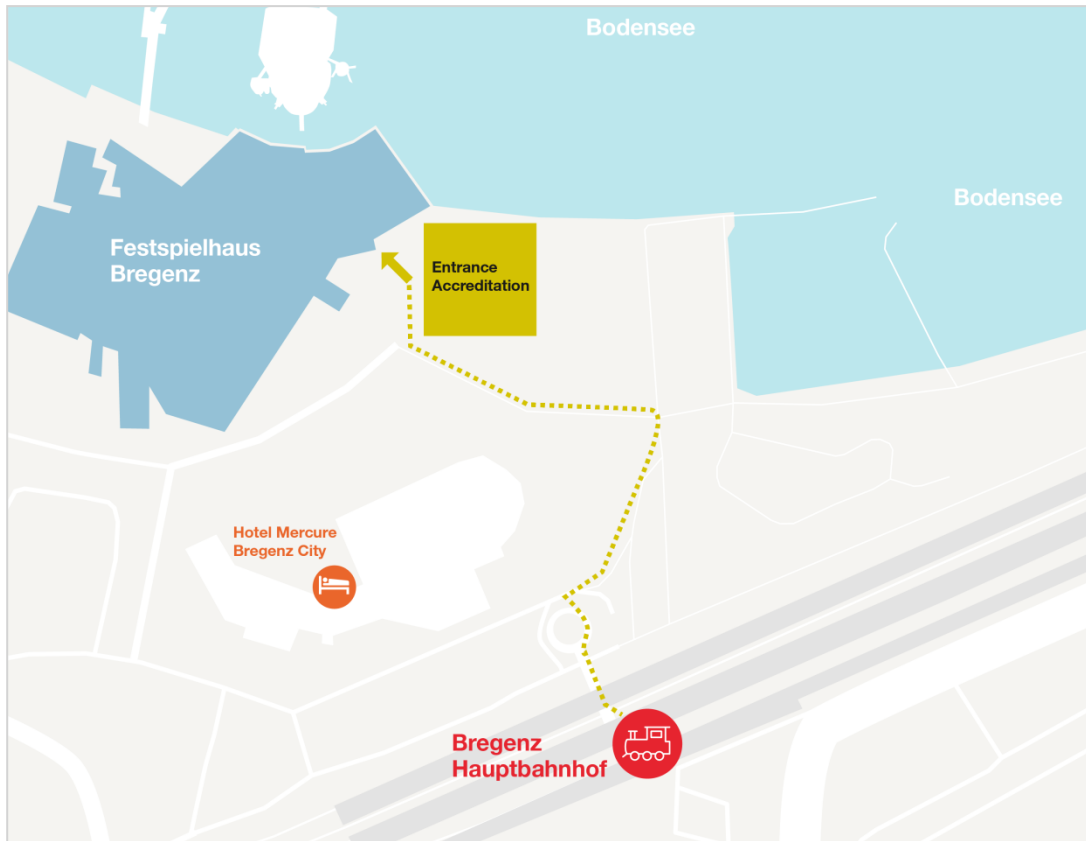 Bodensee
Bodensee
Festspielhaus
Bregenz
Entrance
Accreditation
Hotel Mercure
Bregenz City
Bregenz
Hauptbahnhof